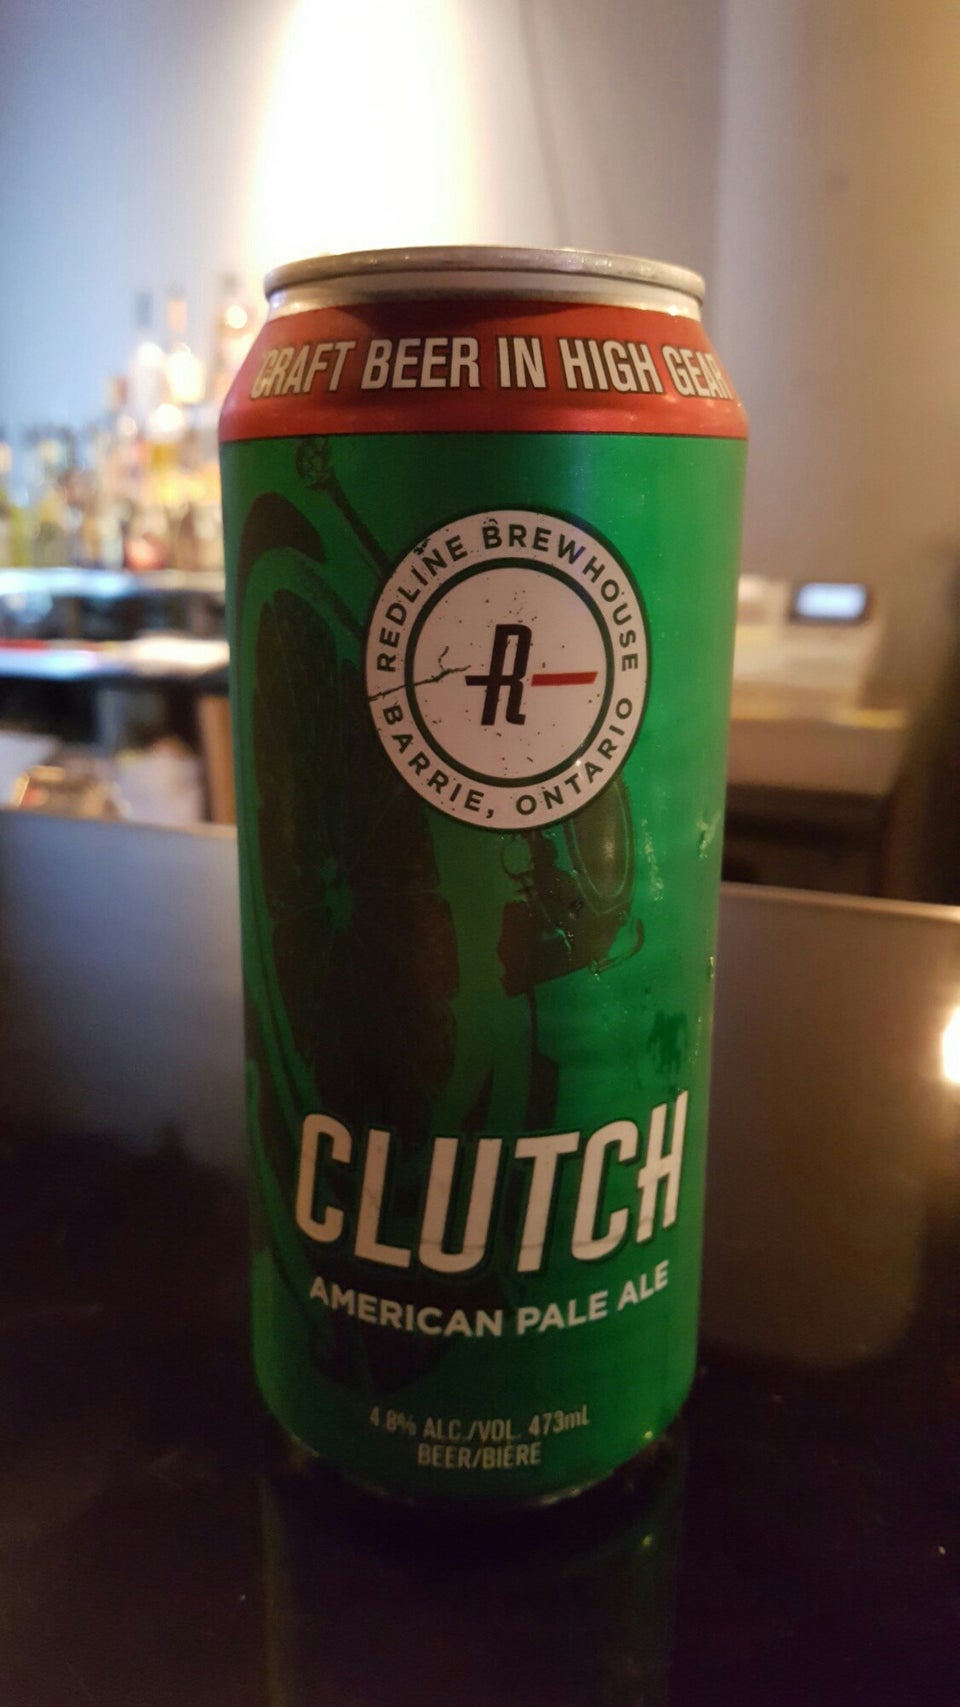 CRAFT BEER IN HIGH GEAR
REDLINE BREWHOUSE
R
BARRIE, ONTARIO
CLUTCH
AMERICAN PALE ALE
4.8% ALC./VOL. 473mL
BEER/BIÈRE